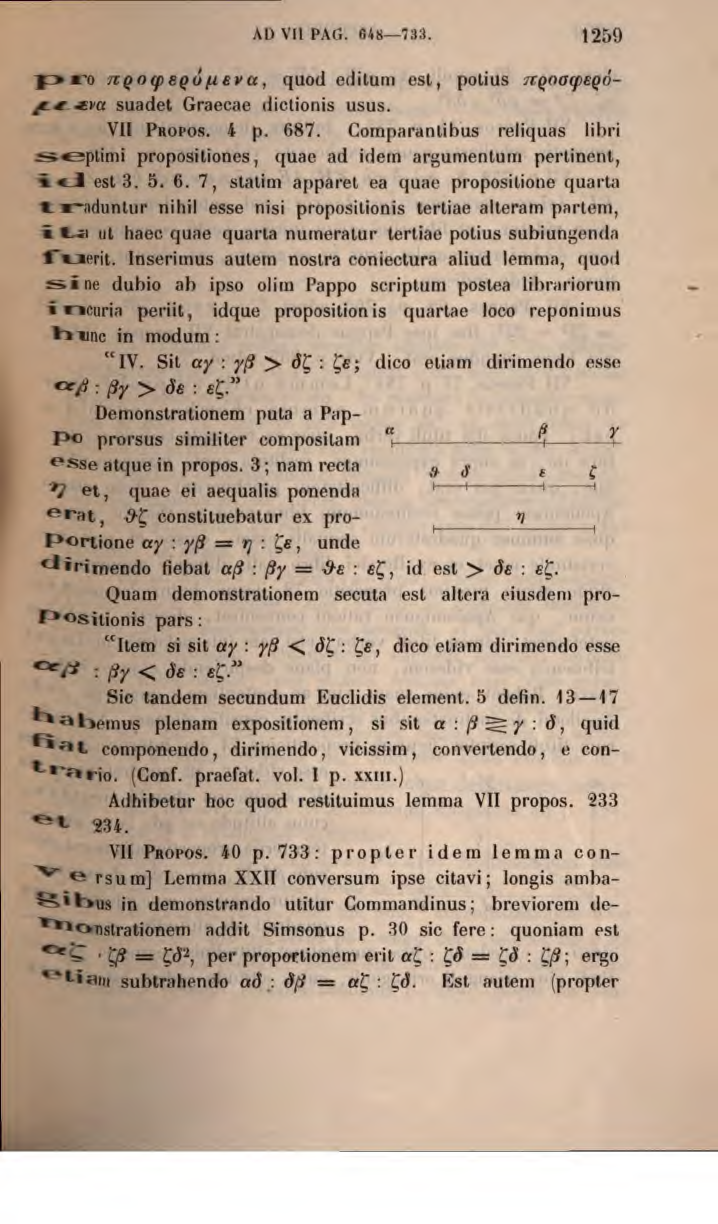 AD VII PAG. 648—733. 1259
pro προφερόμενα, quod editum est, potius προσφερό-
μενα suadet Graecae dictionis usus.
VII PROPOS. 4 p. 687. Comparantibus reliquas libri
septimi propositiones, quae ad idem argumentum pertinent,
id est 3. 5. 6. 7, statim apparet ea quae propositione quarta
traduntur nihil esse nisi propositionis tertiae alteram partem,
ita ut haec quae quarta numeratur tertiae potius subiungenda
fuerit. Inserimus autem nostra coniectura aliud lemma, quod
sine dubio ab ipso olim Pappo scriptum postea librariorum
incuria periit, idque propositionis quartae loco reponimus
hunc in modum:
“IV. Sit αγ : γβ > δζ : ζε; dico etiam dirimendo esse
αβ : βγ > δε : εζ.”
Demonstrationem puta a Pap-
po prorsus similiter compositam
esse atque in propos. 3; nam recta
η et, quae ei aequalis ponenda
erat, ϑζ constituebatur ex pro-
portione αγ : γβ = η : ζε, unde
α β γ
ϑ δ ε ζ
η
dirimendo fiebat αβ : βγ = ϑε : εζ, id est > δε : εζ.
Quam demonstrationem secuta est altera eiusdem pro-
positionis pars:
“Item si sit αγ : γβ < δζ : ζε, dico etiam dirimendo esse
αβ : βγ < δε : εζ.”
Sic tandem secundum Euclidis element. 5 defin. 13—17
habemus plenam expositionem, si sit α : β ⪌ γ : δ, quid
fiat componendo, dirimendo, vicissim, convertendo, e con-
trario. (Conf. praefat. vol. I p. XXIII.)
Adhibetur hoc quod restituimus lemma VII propos. 233
et 234.
VII PROPOS. 40 p. 733: propter idem lemma con-
versum] Lemma XXII conversum ipse citavi; longis amba-
gibus in demonstrando utitur Commandinus; breviorem de-
monstrationem addit Simsonus p. 30 sic fere: quoniam est
αζ · ζβ = ζδ², per proportionem erit αζ : ζδ = ζδ : ζβ; ergo
etiam subtrahendo αδ : δβ = αζ : ζδ. Est autem (propter